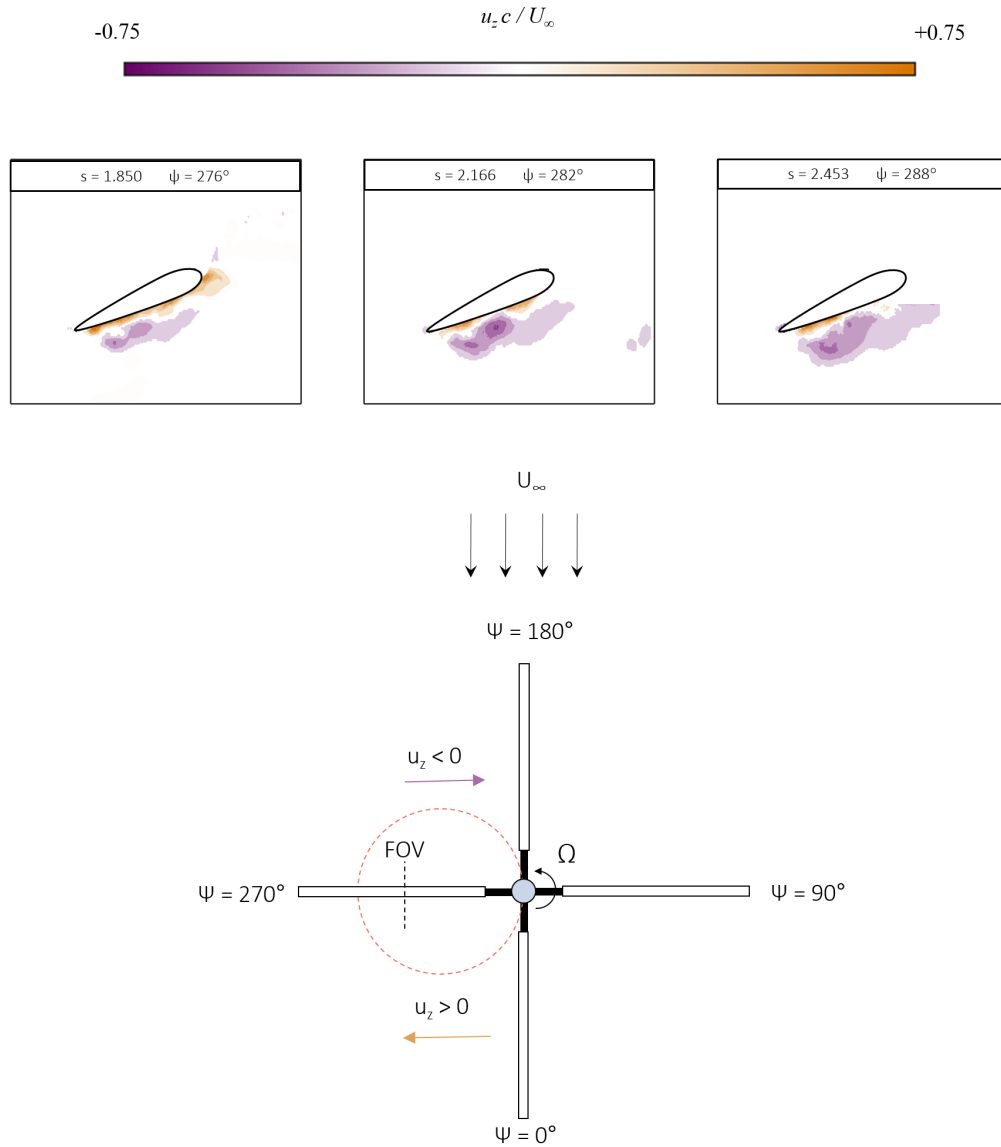 u_z c / U_∞
-0.75 +0.75
s = 1.850 ψ = 276°
s = 2.166 ψ = 282°
s = 2.453 ψ = 288°
U_∞
Ψ = 180°
u_z < 0
FOV
Ω
Ψ = 270°
Ψ = 90°
u_z > 0
Ψ = 0°